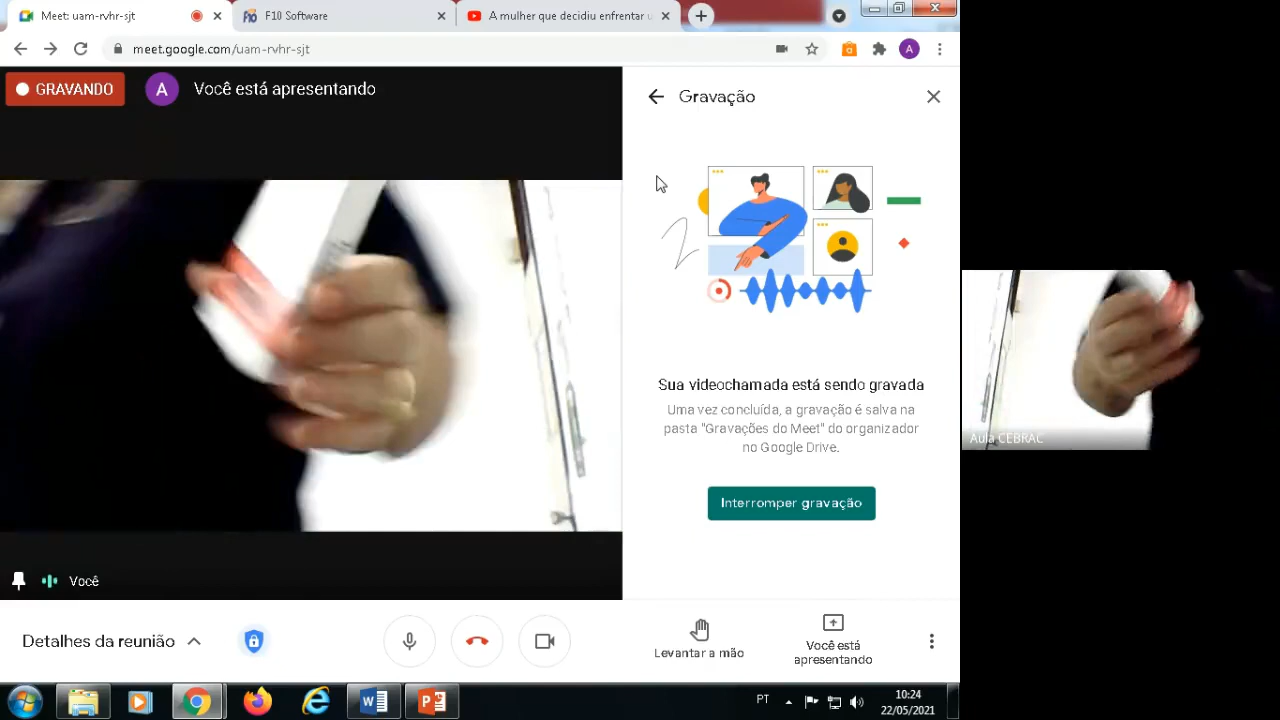 Meet: uam-rvhr-sjt
F10 Software
A mulher que decidiu enfrentar u
meet.google.com/uam-rvhr-sjt
A
GRAVANDO
A
Você está apresentando
Gravação
Sua videochamada está sendo gravada
Uma vez concluída, a gravação é salva na
pasta "Gravações do Meet" do organizador
no Google Drive.
Interromper gravação
Aula CEBRAC
Você
Detalhes da reunião
Levantar a mão
Você está
apresentando
PT
10:24
22/05/2021